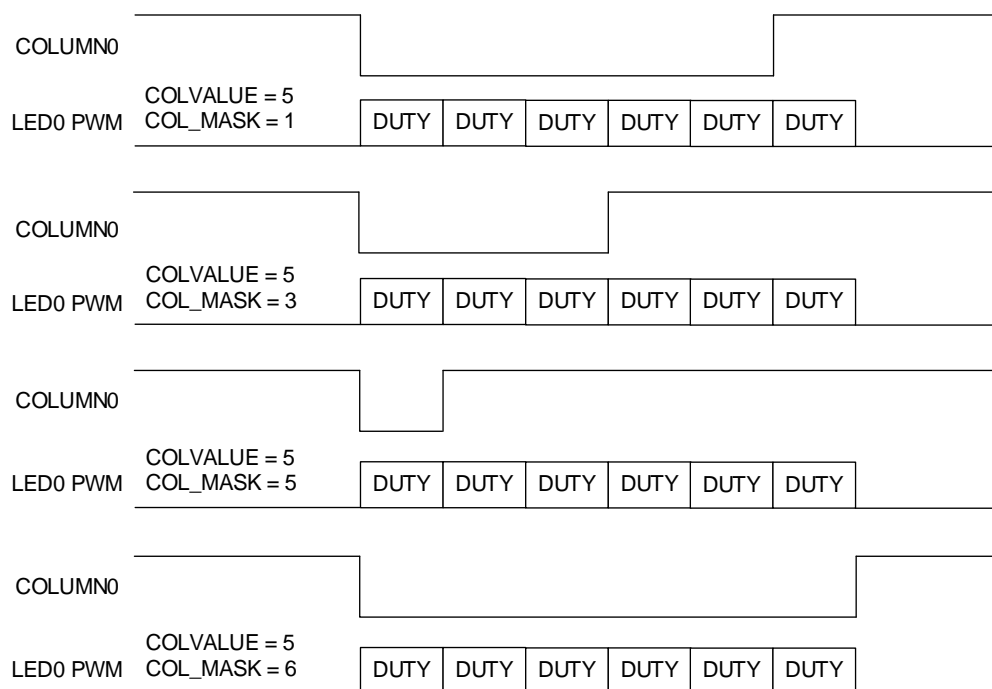 COLUMN0
COLVALUE = 5
LED0 PWM COL_MASK = 1 DUTY DUTY DUTY DUTY DUTY DUTY
COLUMN0
COLVALUE = 5
LED0 PWM COL_MASK = 3 DUTY DUTY DUTY DUTY DUTY DUTY
COLUMN0
COLVALUE = 5
LED0 PWM COL_MASK = 5 DUTY DUTY DUTY DUTY DUTY DUTY
COLUMN0
COLVALUE = 5
LED0 PWM COL_MASK = 6 DUTY DUTY DUTY DUTY DUTY DUTY